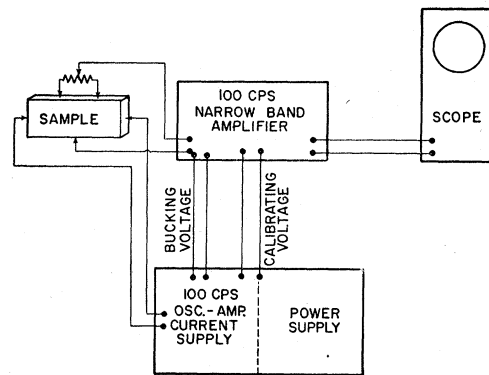 SAMPLE
100 CPS
NARROW BAND
AMPLIFIER
SCOPE
BUCKING
VOLTAGE
CALIBRATING
VOLTAGE
100 CPS
OSC.-AMP.
CURRENT
SUPPLY
POWER
SUPPLY